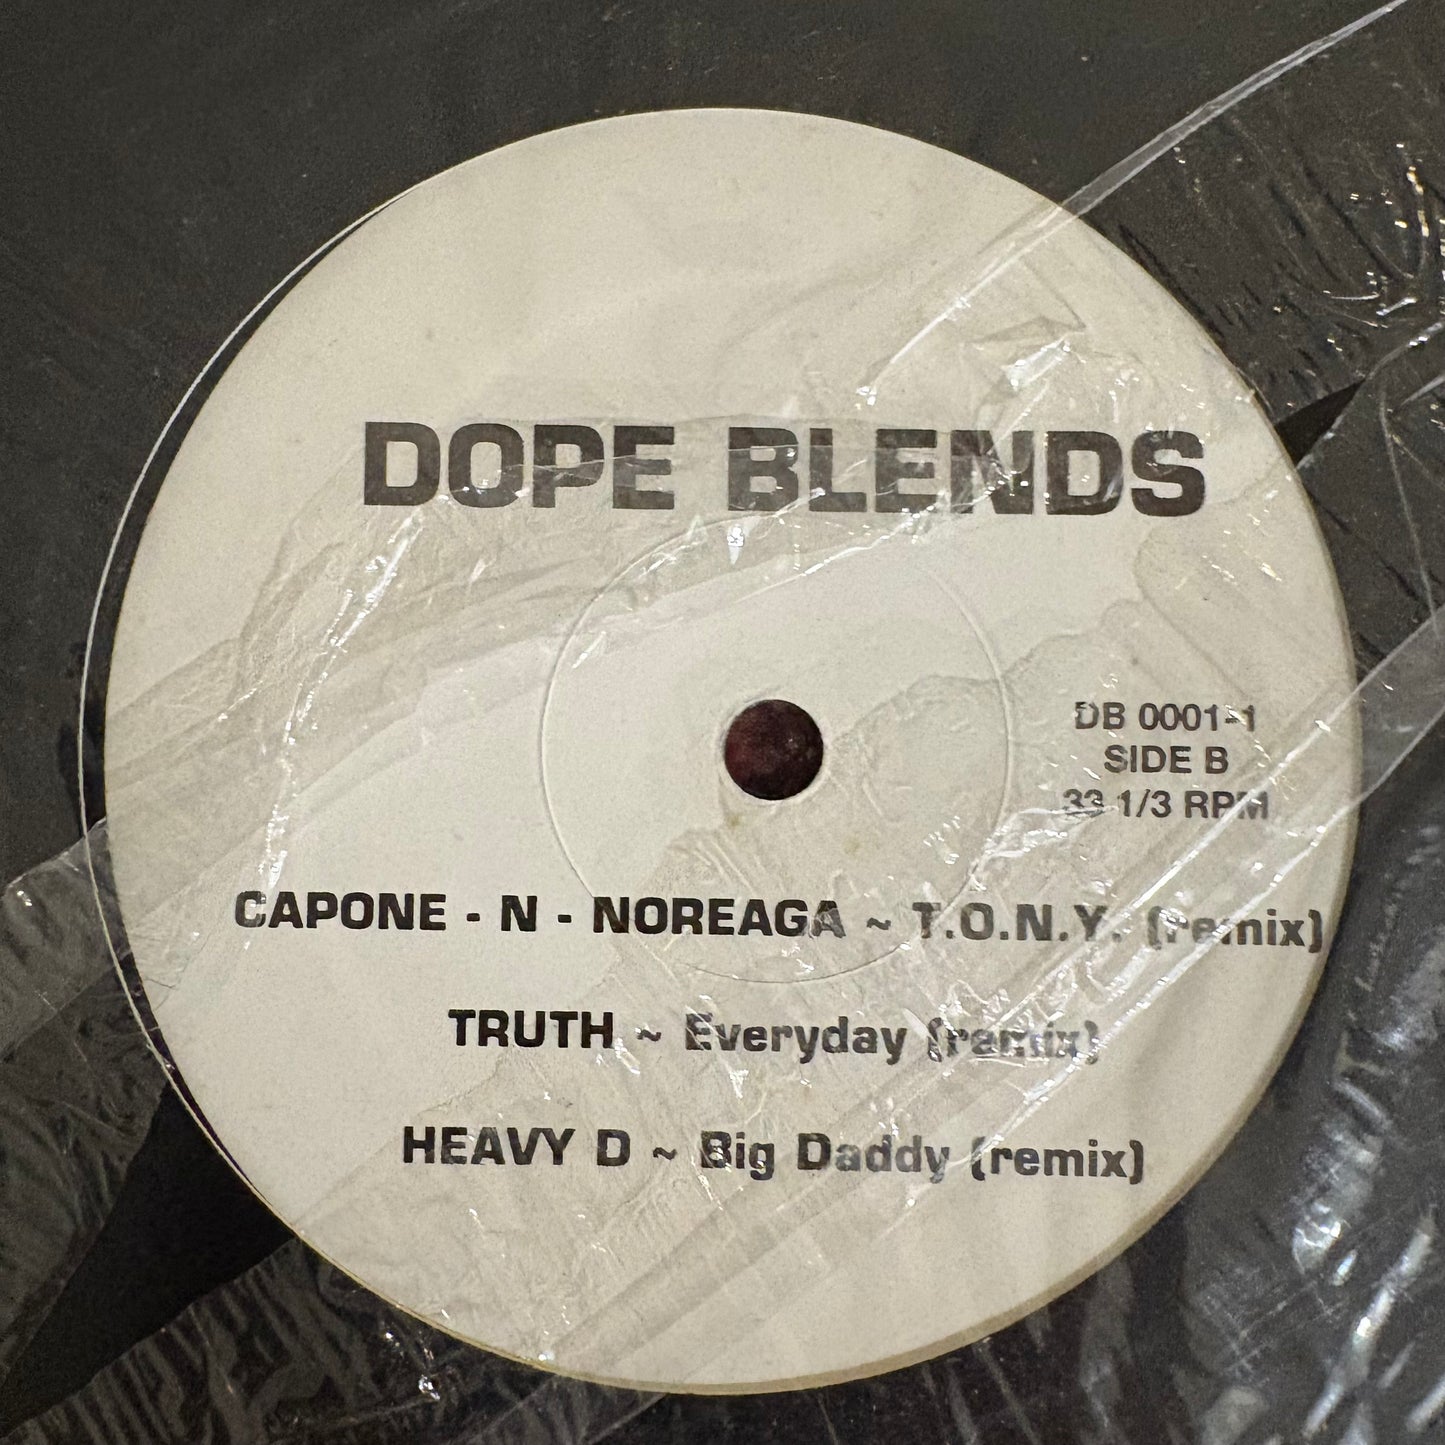 DOPE BLENDS
DB 0001-1
SIDE B
33 1/3 RPM
CAPONE - N - NOREAGA ~ T.O.N.Y. (remix)
TRUTH ~ Everyday (remix)
HEAVY D ~ Big Daddy (remix)